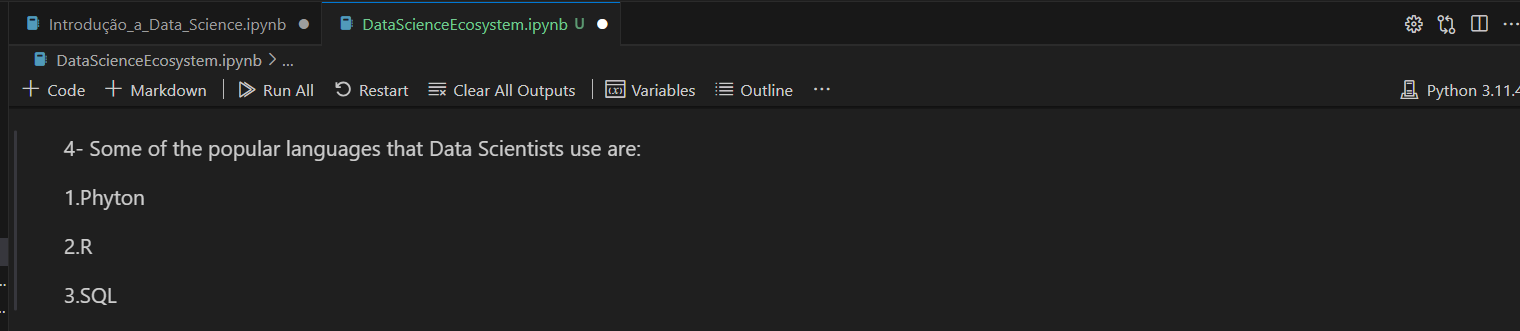 Introdução_a_Data_Science.ipynb
DataScienceEcosystem.ipynb U
DataScienceEcosystem.ipynb > ...
+ Code + Markdown Run All Restart Clear All Outputs Variables Outline ... Python 3.11.4
4- Some of the popular languages that Data Scientists use are:
1.Phyton
2.R
3.SQL